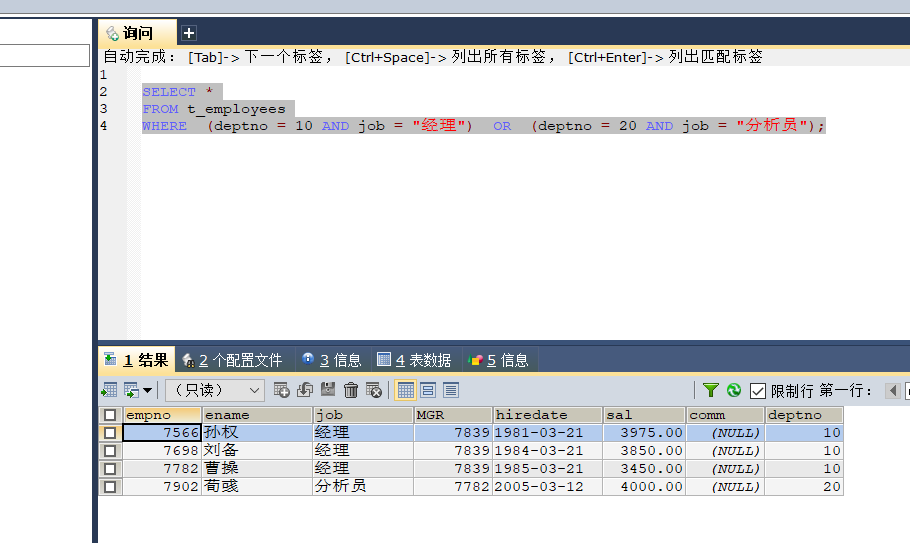 询问
自动完成： [Tab]-> 下一个标签， [Ctrl+Space]-> 列出所有标签， [Ctrl+Enter]-> 列出匹配标签
1
2 SELECT *
3 FROM t_employees
4 WHERE (deptno = 10 AND job = "经理") OR (deptno = 20 AND job = "分析员");
1 结果 2 个配置文件 3 信息 4 表数据 5 信息
（只读） 限制行 第一行：
empno ename job MGR hiredate sal comm deptno
7566 孙权 经理 7839 1981-03-21 3975.00 (NULL) 10
7698 刘备 经理 7839 1984-03-21 3850.00 (NULL) 10
7782 曹操 经理 7839 1985-03-21 3450.00 (NULL) 10
7902 荀彧 分析员 7782 2005-03-12 4000.00 (NULL) 20